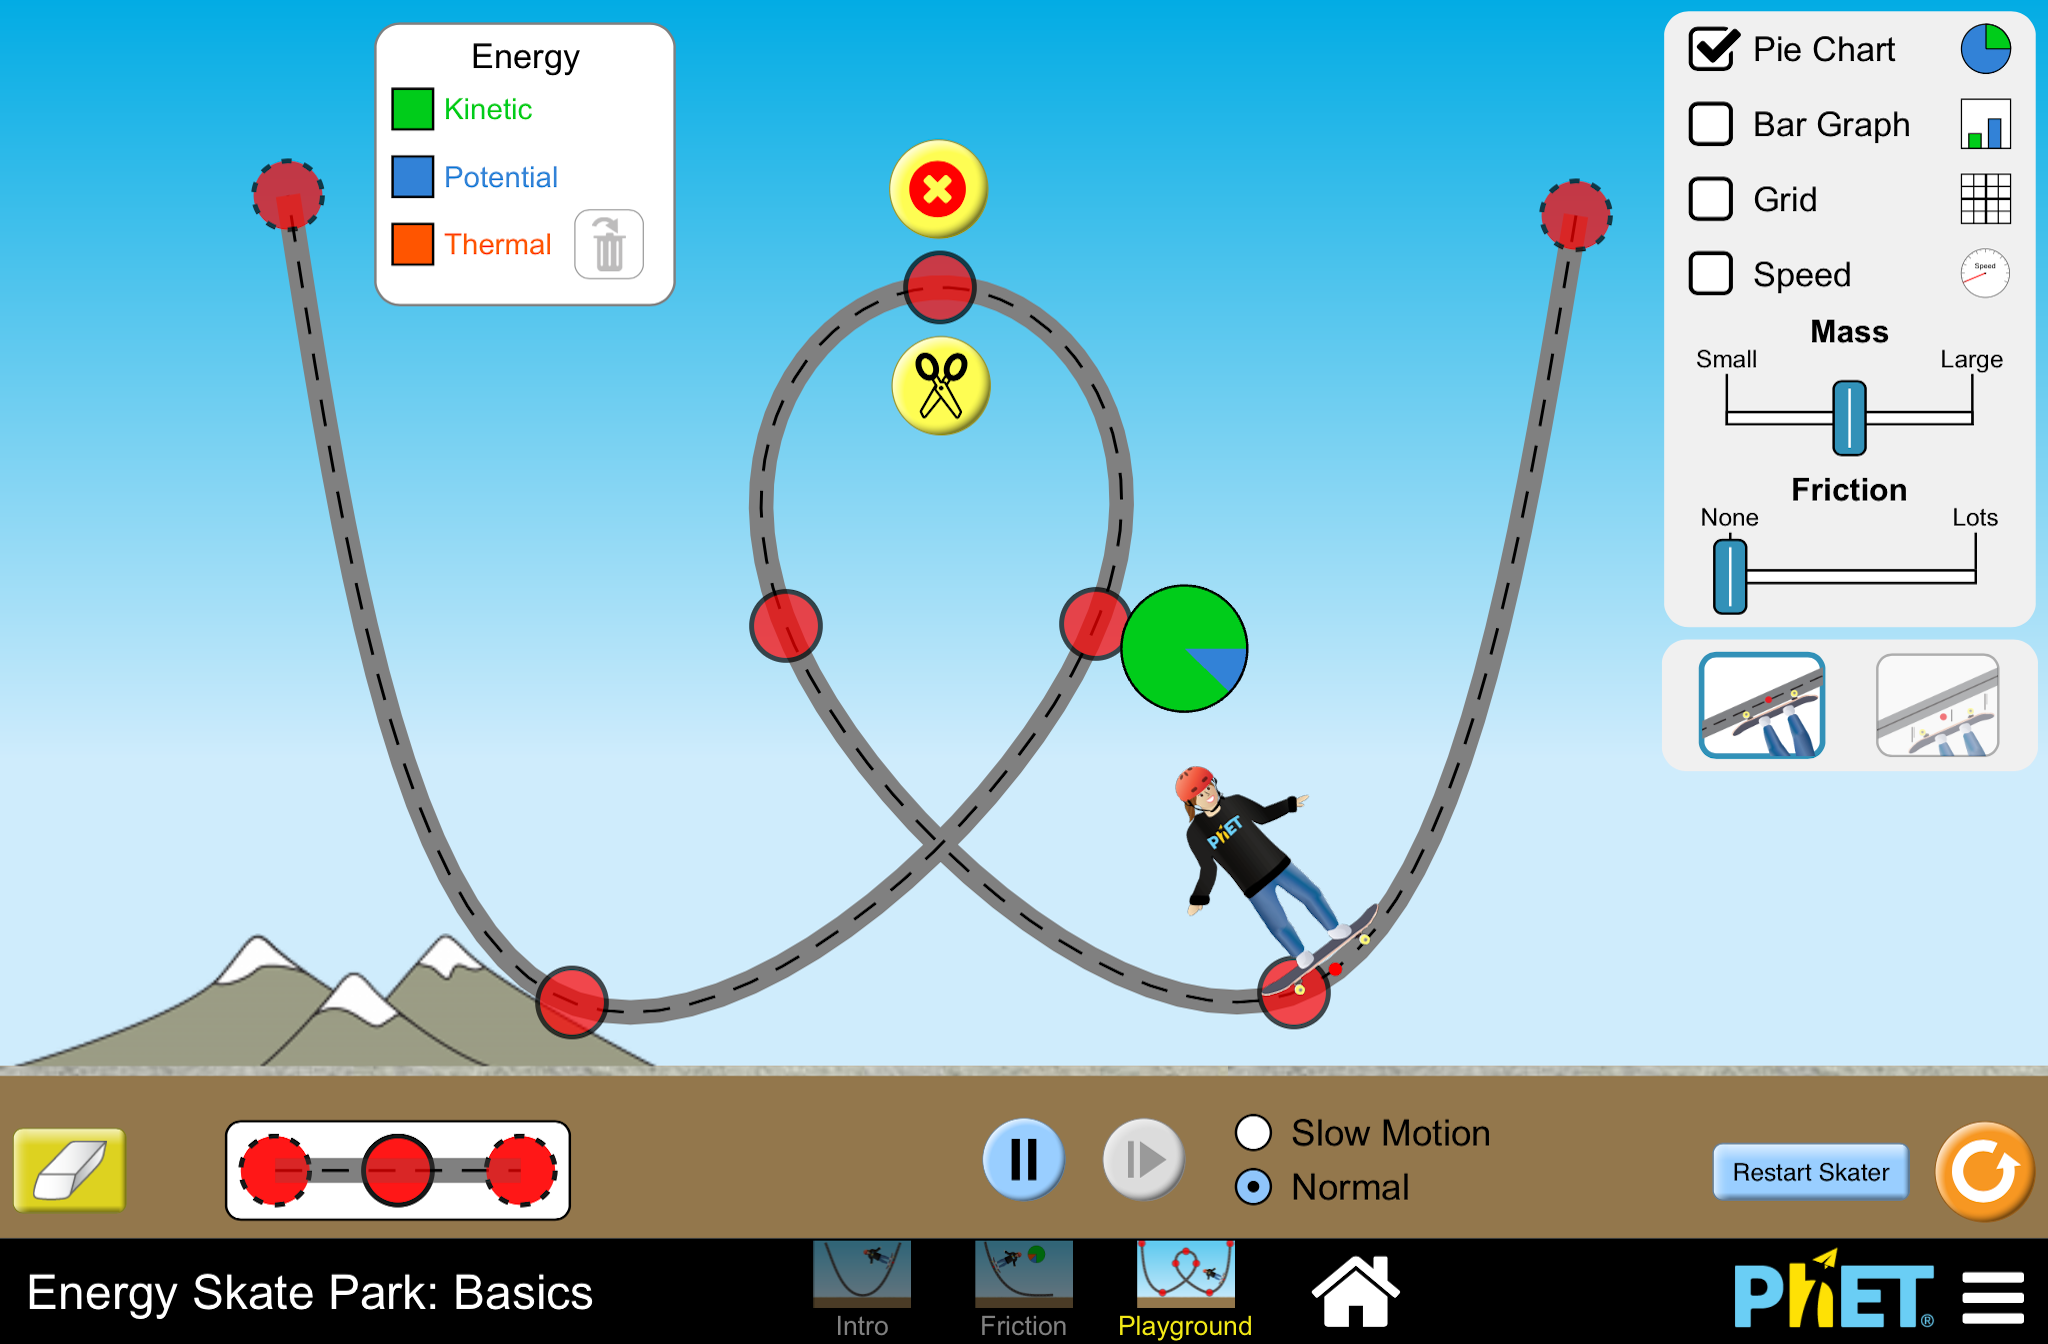 Energy
Kinetic
Potential
Thermal
Pie Chart
Bar Graph
Grid
Speed
Speed
Mass
Small
Large
Friction
None
Lots
PhET
Slow Motion
Normal
Restart Skater
Energy Skate Park: Basics
Intro
Friction
Playground
PhET®